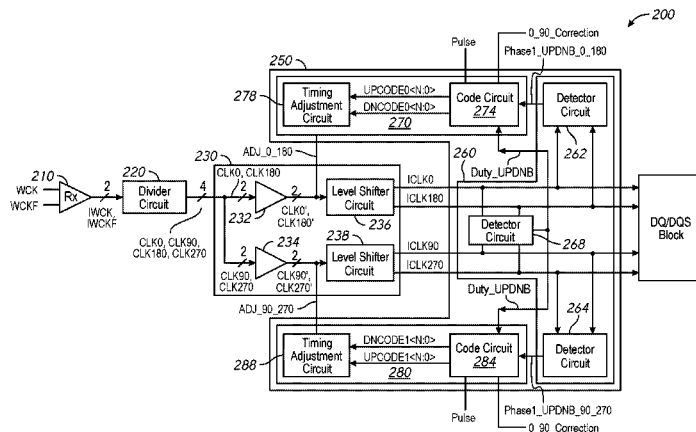 200
0_90_Correction
Phase1_UPDNB_0_180
Pulse
250
278
Timing Adjustment Circuit
UPCODE0<N:0>
DNCODE0<N:0>
270
Code Circuit
274
Detector Circuit
262
ADJ_0_180
Duty_UPDNB
260
210
Rx
WCK
WCKF
2
IWCK, IWCKF
220
Divider Circuit
4
CLK0, CLK90, CLK180, CLK270
230
CLK0, CLK180
2
232
2
CLK0', CLK180'
Level Shifter Circuit
236
ICLK0
ICLK180
Detector Circuit
268
DQ/DQS Block
2
CLK90, CLK270
234
2
CLK90', CLK270'
238
Level Shifter Circuit
ICLK90
ICLK270
ADJ_90_270
Duty_UPDNB
264
288
Timing Adjustment Circuit
DNCODE1<N:0>
UPCODE1<N:0>
280
Code Circuit
284
Detector Circuit
Pulse
Phase1_UPDNB_90_270
0_90_Correction